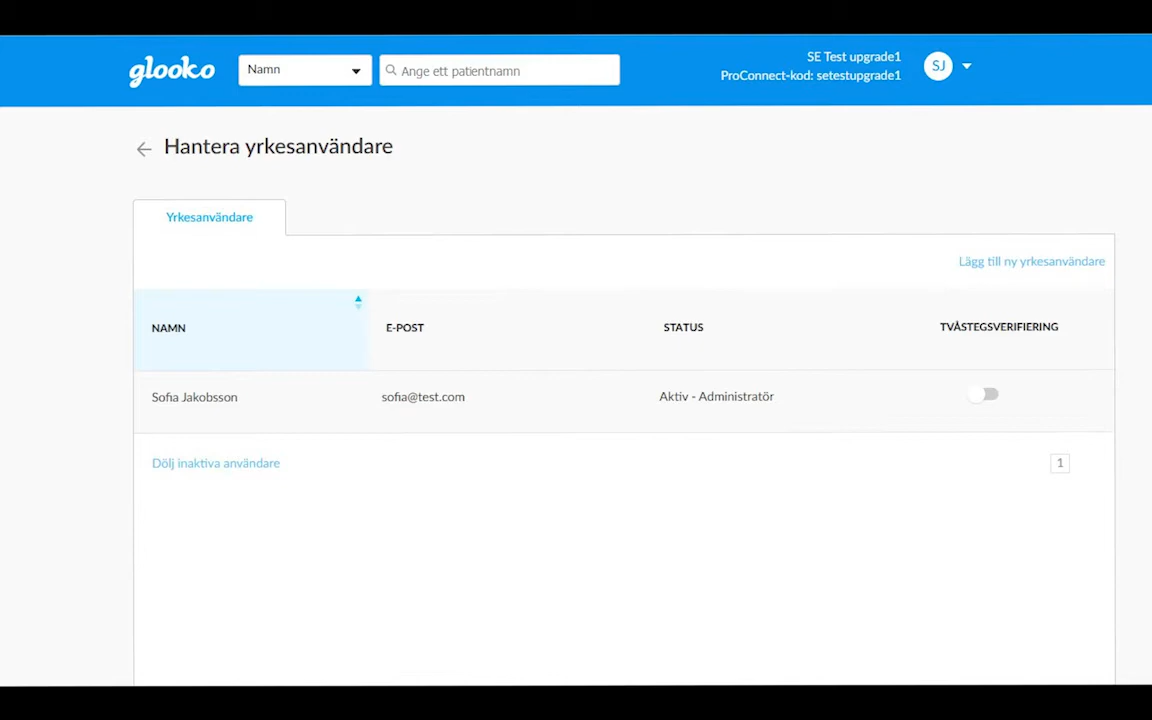 glooko
Namn
Ange ett patientnamn
SE Test upgrade1
ProConnect-kod: setestupgrade1
SJ
Hantera yrkesanvändare
Yrkesanvändare
Lägg till ny yrkesanvändare
NAMN
E-POST
STATUS
TVÅSTEGSVERIFIERING
Sofia Jakobsson
sofia@test.com
Aktiv - Administratör
Dölj inaktiva användare
1